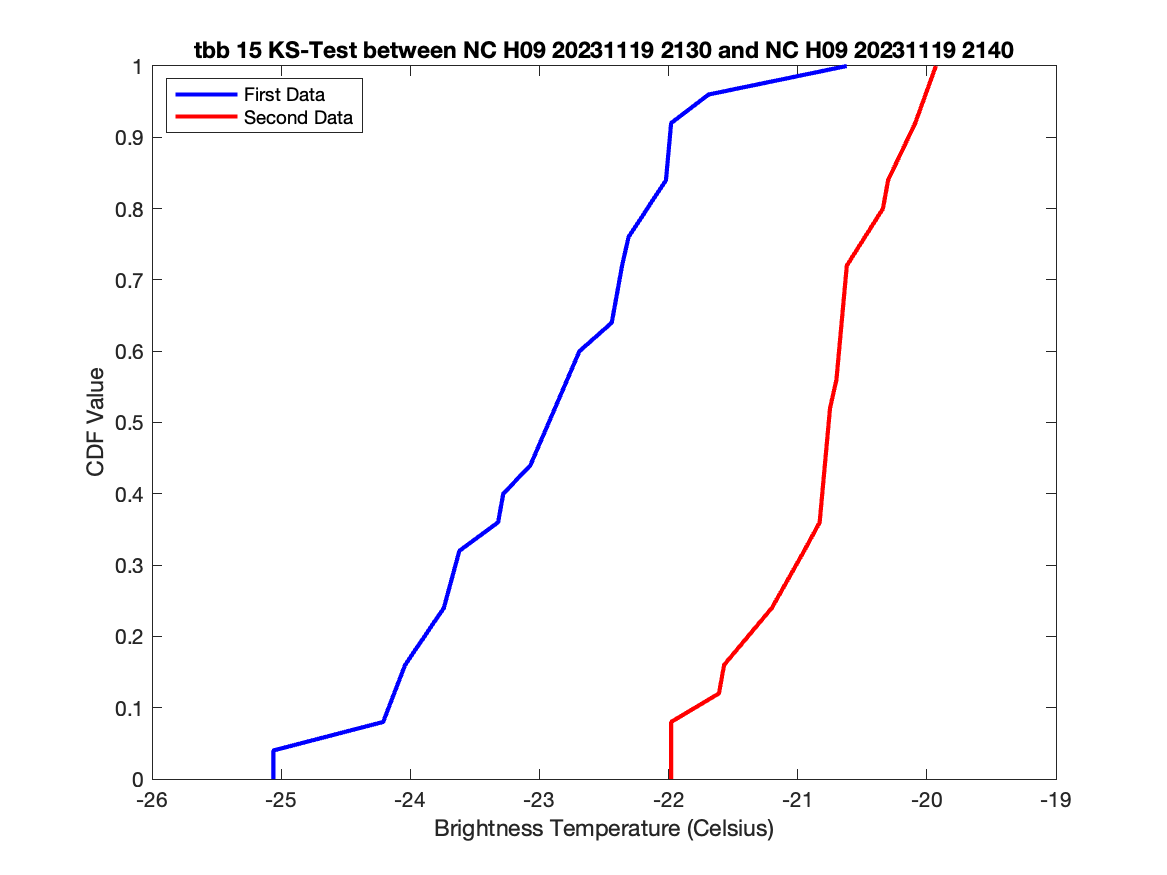 tbb 15 KS-Test between NC H09 20231119 2130 and NC H09 20231119 2140
First Data
Second Data
1
0.9
0.8
0.7
0.6
0.5
0.4
0.3
0.2
0.1
0
CDF Value
-26 -25 -24 -23 -22 -21 -20 -19
Brightness Temperature (Celsius)